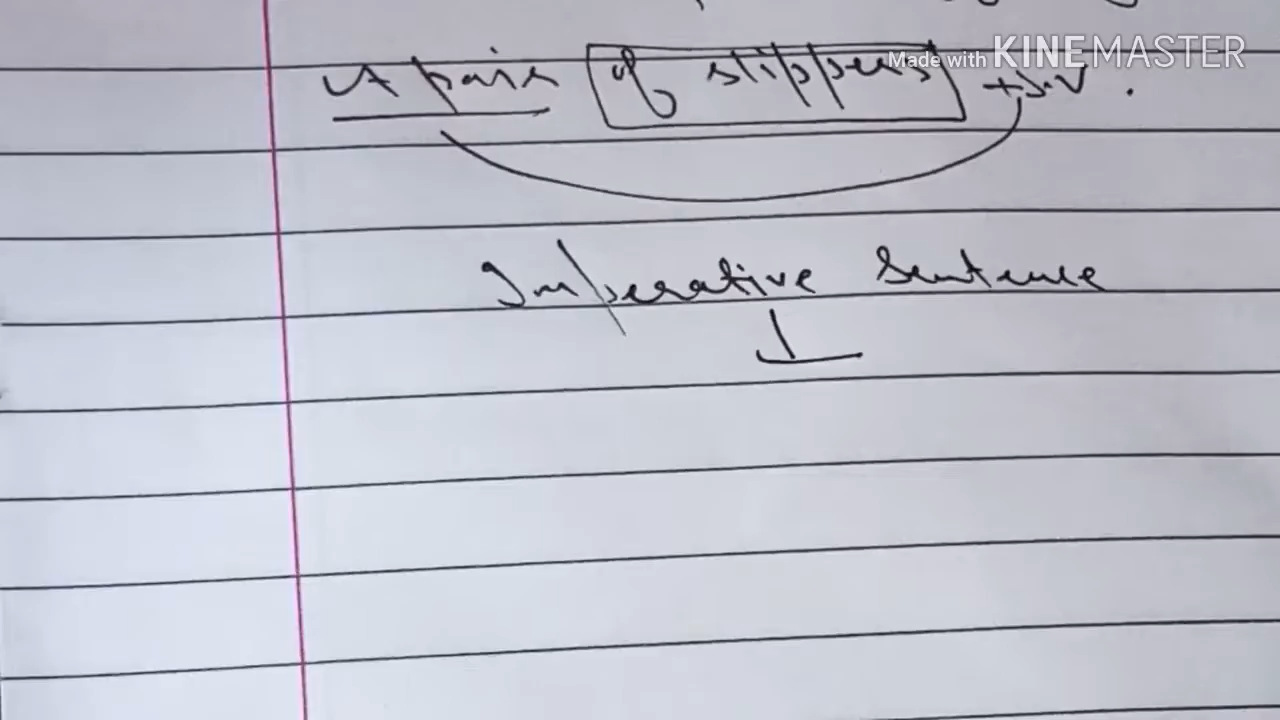 Made with KINEMASTER
A pair of slippers + S.V.
Imperative Sentence